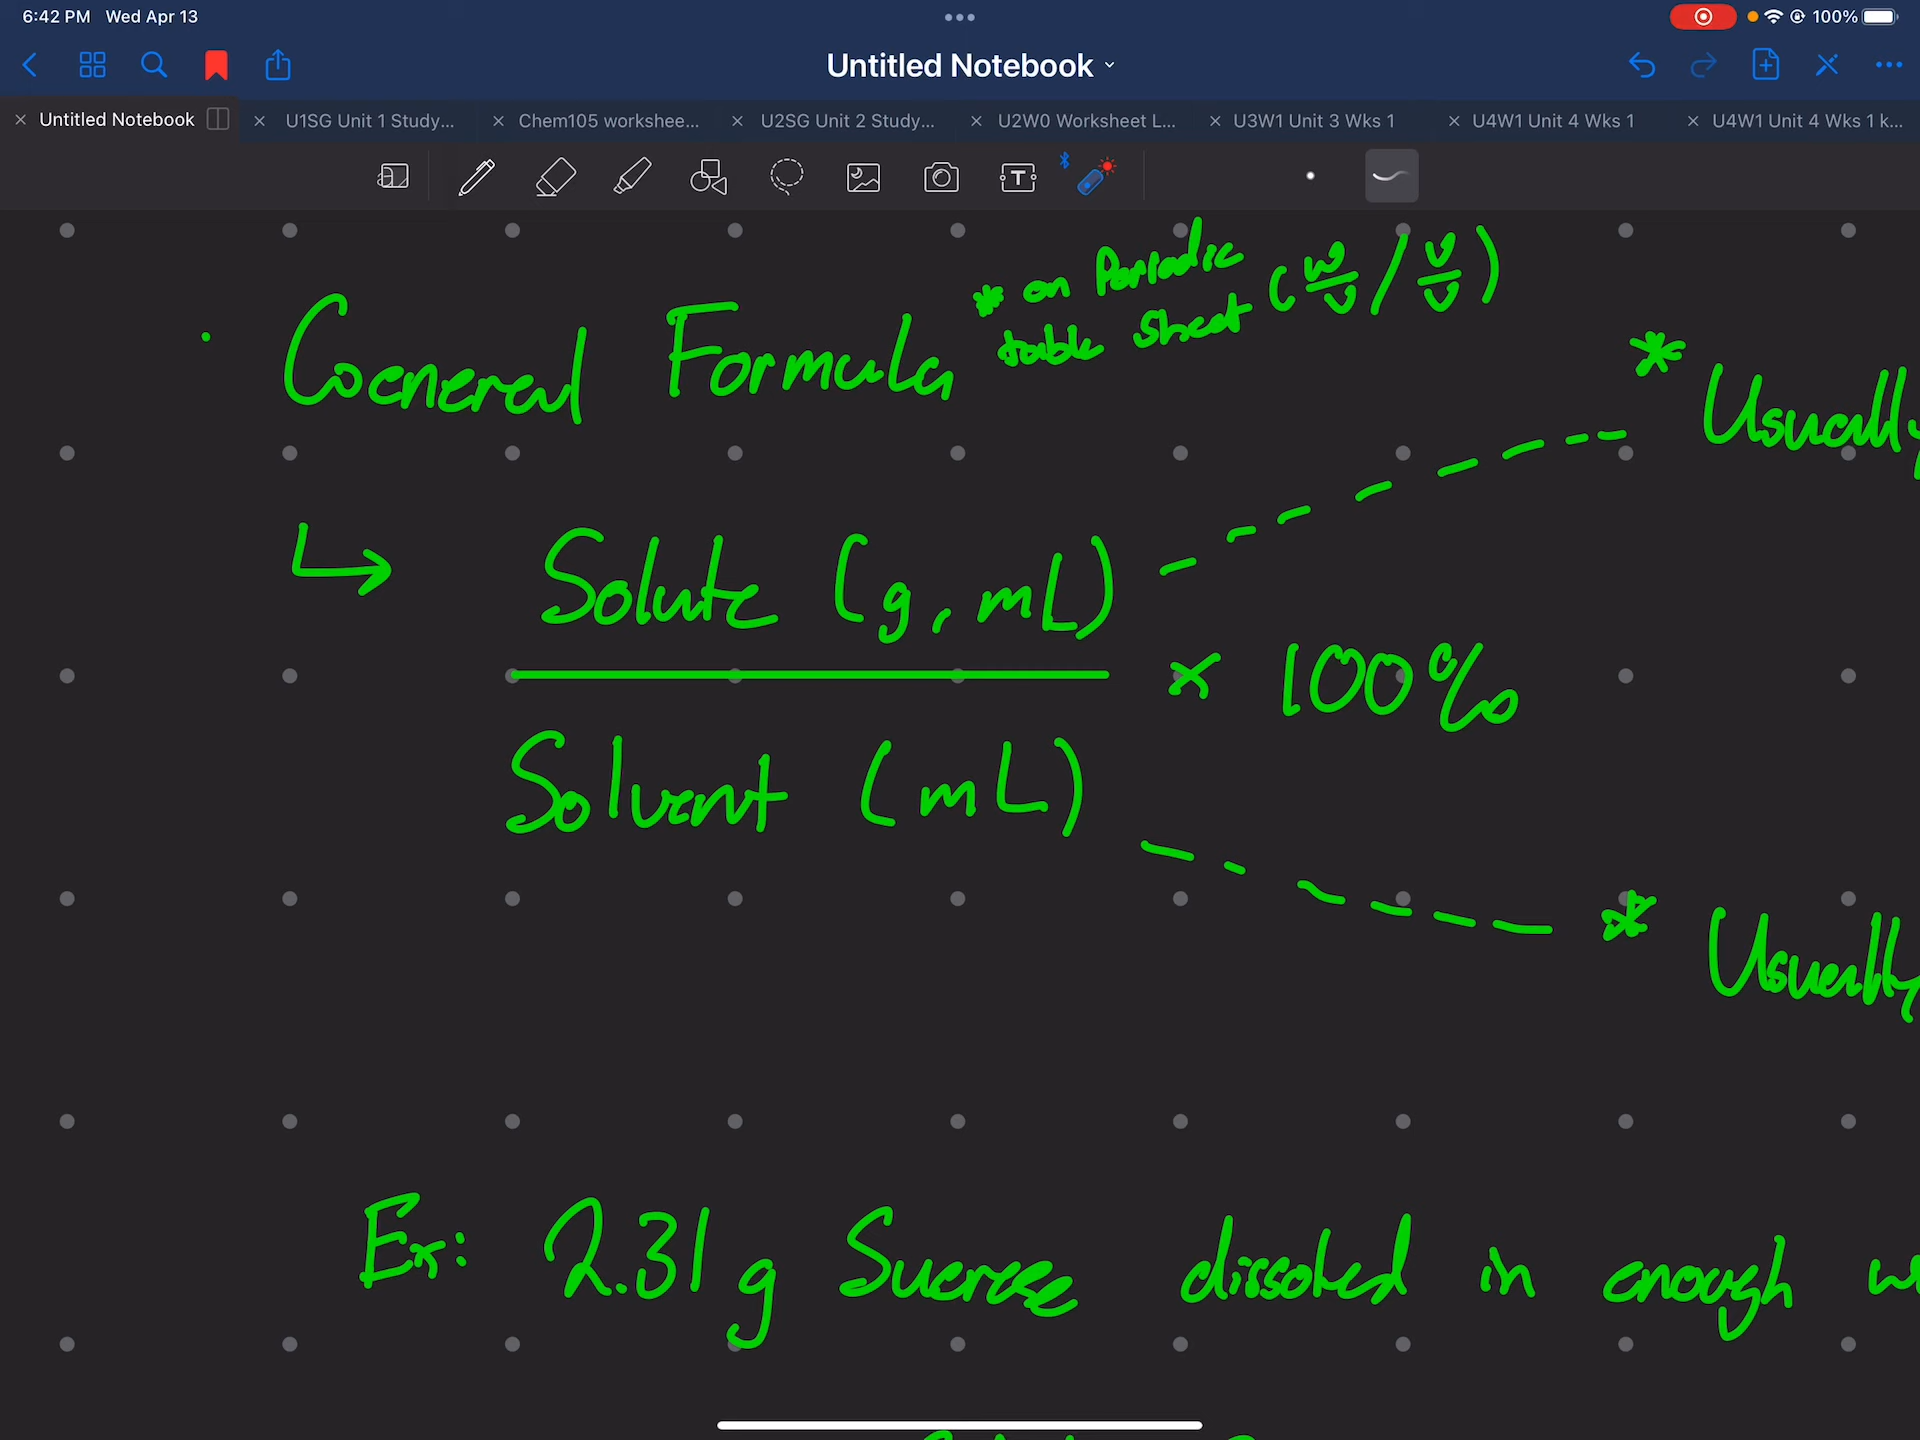 6:42 PM Wed Apr 13
100%
Untitled Notebook
Untitled Notebook
U1SG Unit 1 Study...
Chem105 workshee...
U2SG Unit 2 Study...
U2W0 Worksheet L...
U3W1 Unit 3 Wks 1
U4W1 Unit 4 Wks 1
U4W1 Unit 4 Wks 1 k...
T
General Formula
* on Periodic
table sheet (w/v / v/v)
* Usually
Solute (g, mL)
x 100%
Solvent (mL)
* Usually
Ex: 2.31 g Sucrose dissolved in enough w